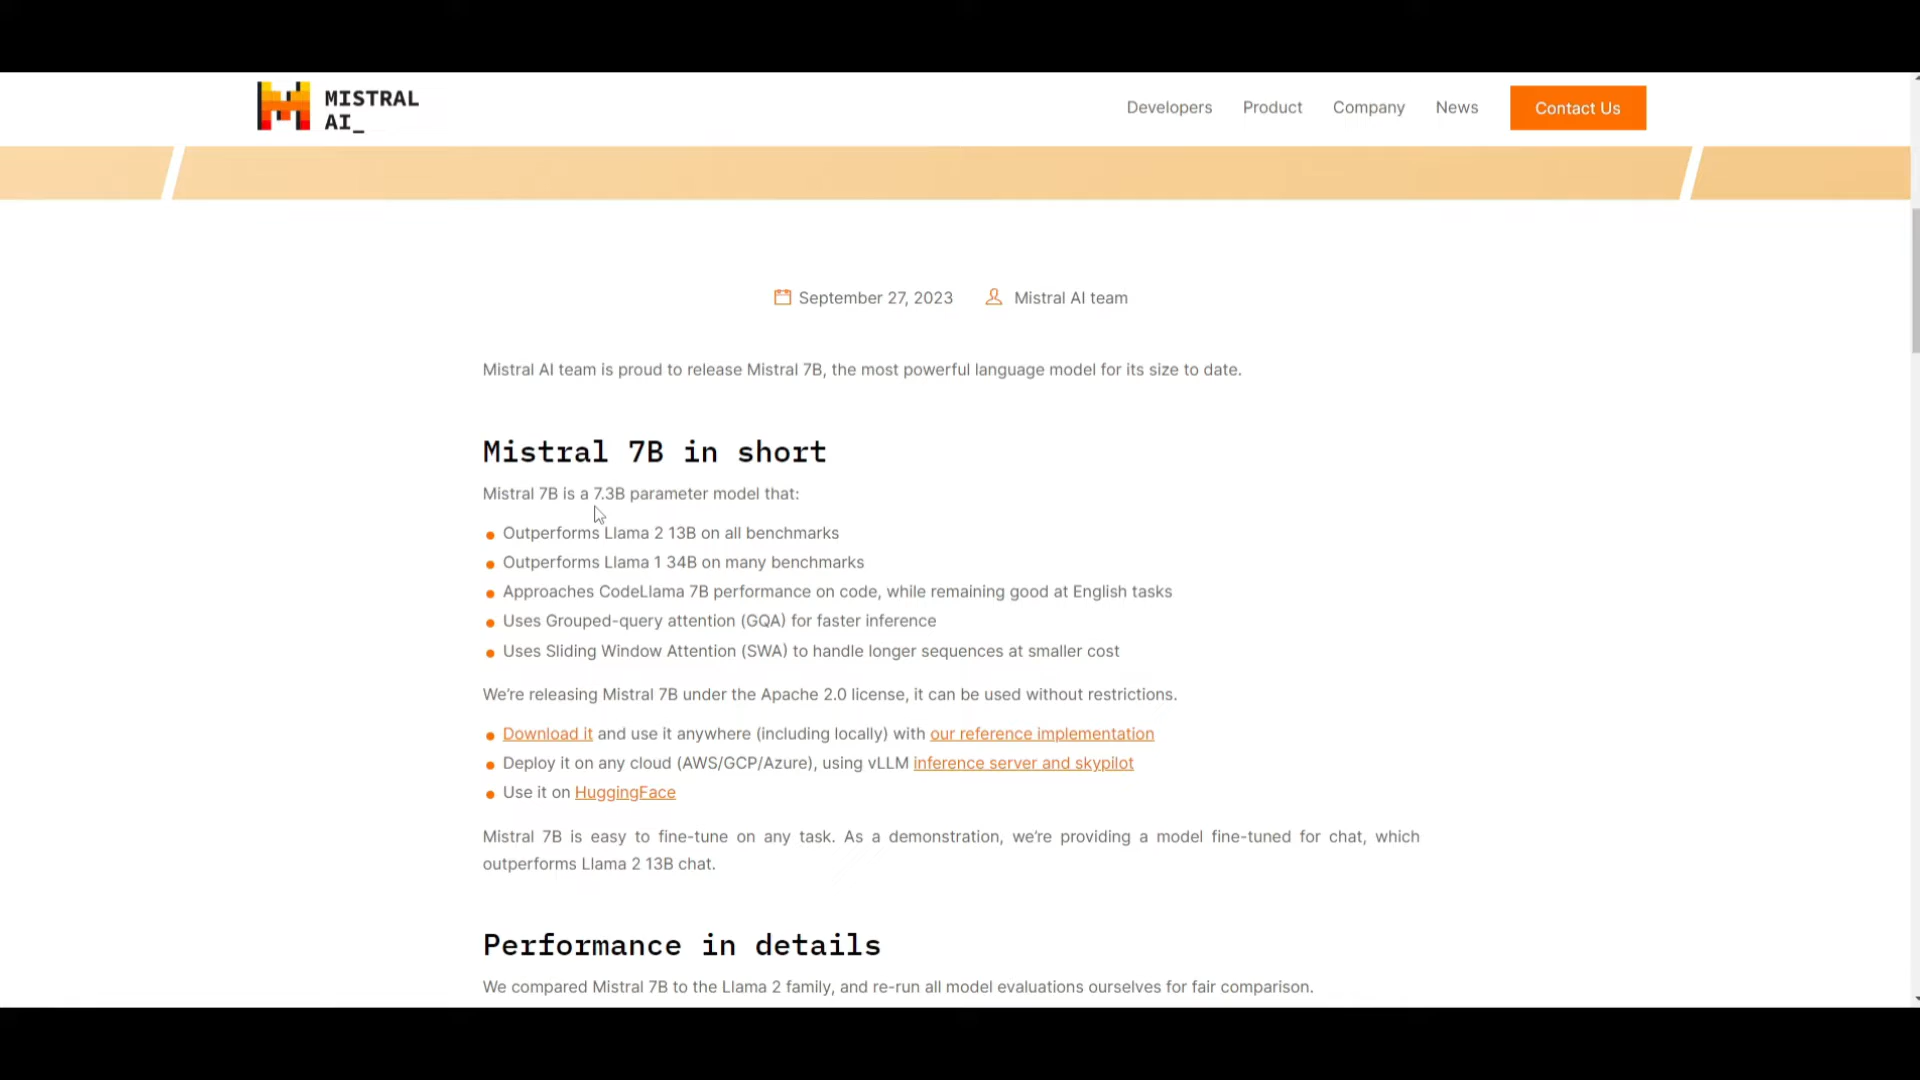 MISTRAL
AI_
Developers Product Company News Contact Us
September 27, 2023 Mistral AI team
Mistral AI team is proud to release Mistral 7B, the most powerful language model for its size to date.
Mistral 7B in short
Mistral 7B is a 7.3B parameter model that:
Outperforms Llama 2 13B on all benchmarks
Outperforms Llama 1 34B on many benchmarks
Approaches CodeLlama 7B performance on code, while remaining good at English tasks
Uses Grouped-query attention (GQA) for faster inference
Uses Sliding Window Attention (SWA) to handle longer sequences at smaller cost
We’re releasing Mistral 7B under the Apache 2.0 license, it can be used without restrictions.
Download it and use it anywhere (including locally) with our reference implementation
Deploy it on any cloud (AWS/GCP/Azure), using vLLM inference server and skypilot
Use it on HuggingFace
Mistral 7B is easy to fine-tune on any task. As a demonstration, we’re providing a model fine-tuned for chat, which
outperforms Llama 2 13B chat.
Performance in details
We compared Mistral 7B to the Llama 2 family, and re-run all model evaluations ourselves for fair comparison.